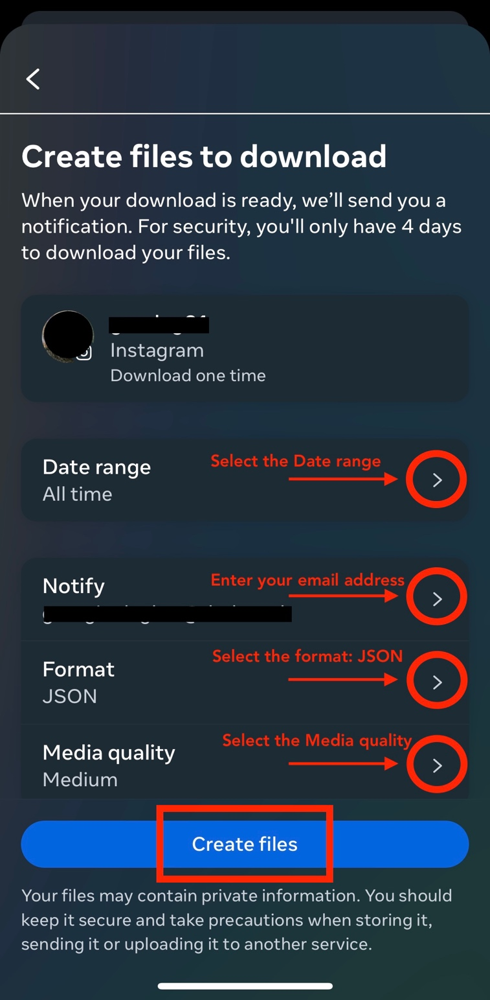 Create files to download
When your download is ready, we’ll send you a
notification. For security, you'll only have 4 days
to download your files.
Instagram
Download one time
Date range
Select the Date range
All time
Notify
Enter your email address
Format
Select the format: JSON
JSON
Media quality
Select the Media quality
Medium
Create files
Your files may contain private information. You should
keep it secure and take precautions when storing it,
sending it or uploading it to another service.